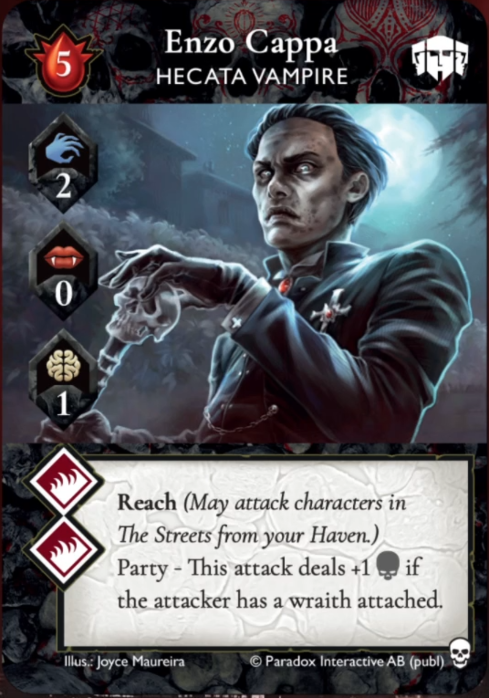 5
Enzo Cappa
HECATA VAMPIRE
2
0
1
Reach (May attack characters in
The Streets from your Haven.)
Party - This attack deals +1 if
the attacker has a wraith attached.
Illus.: Joyce Maureira © Paradox Interactive AB (publ)